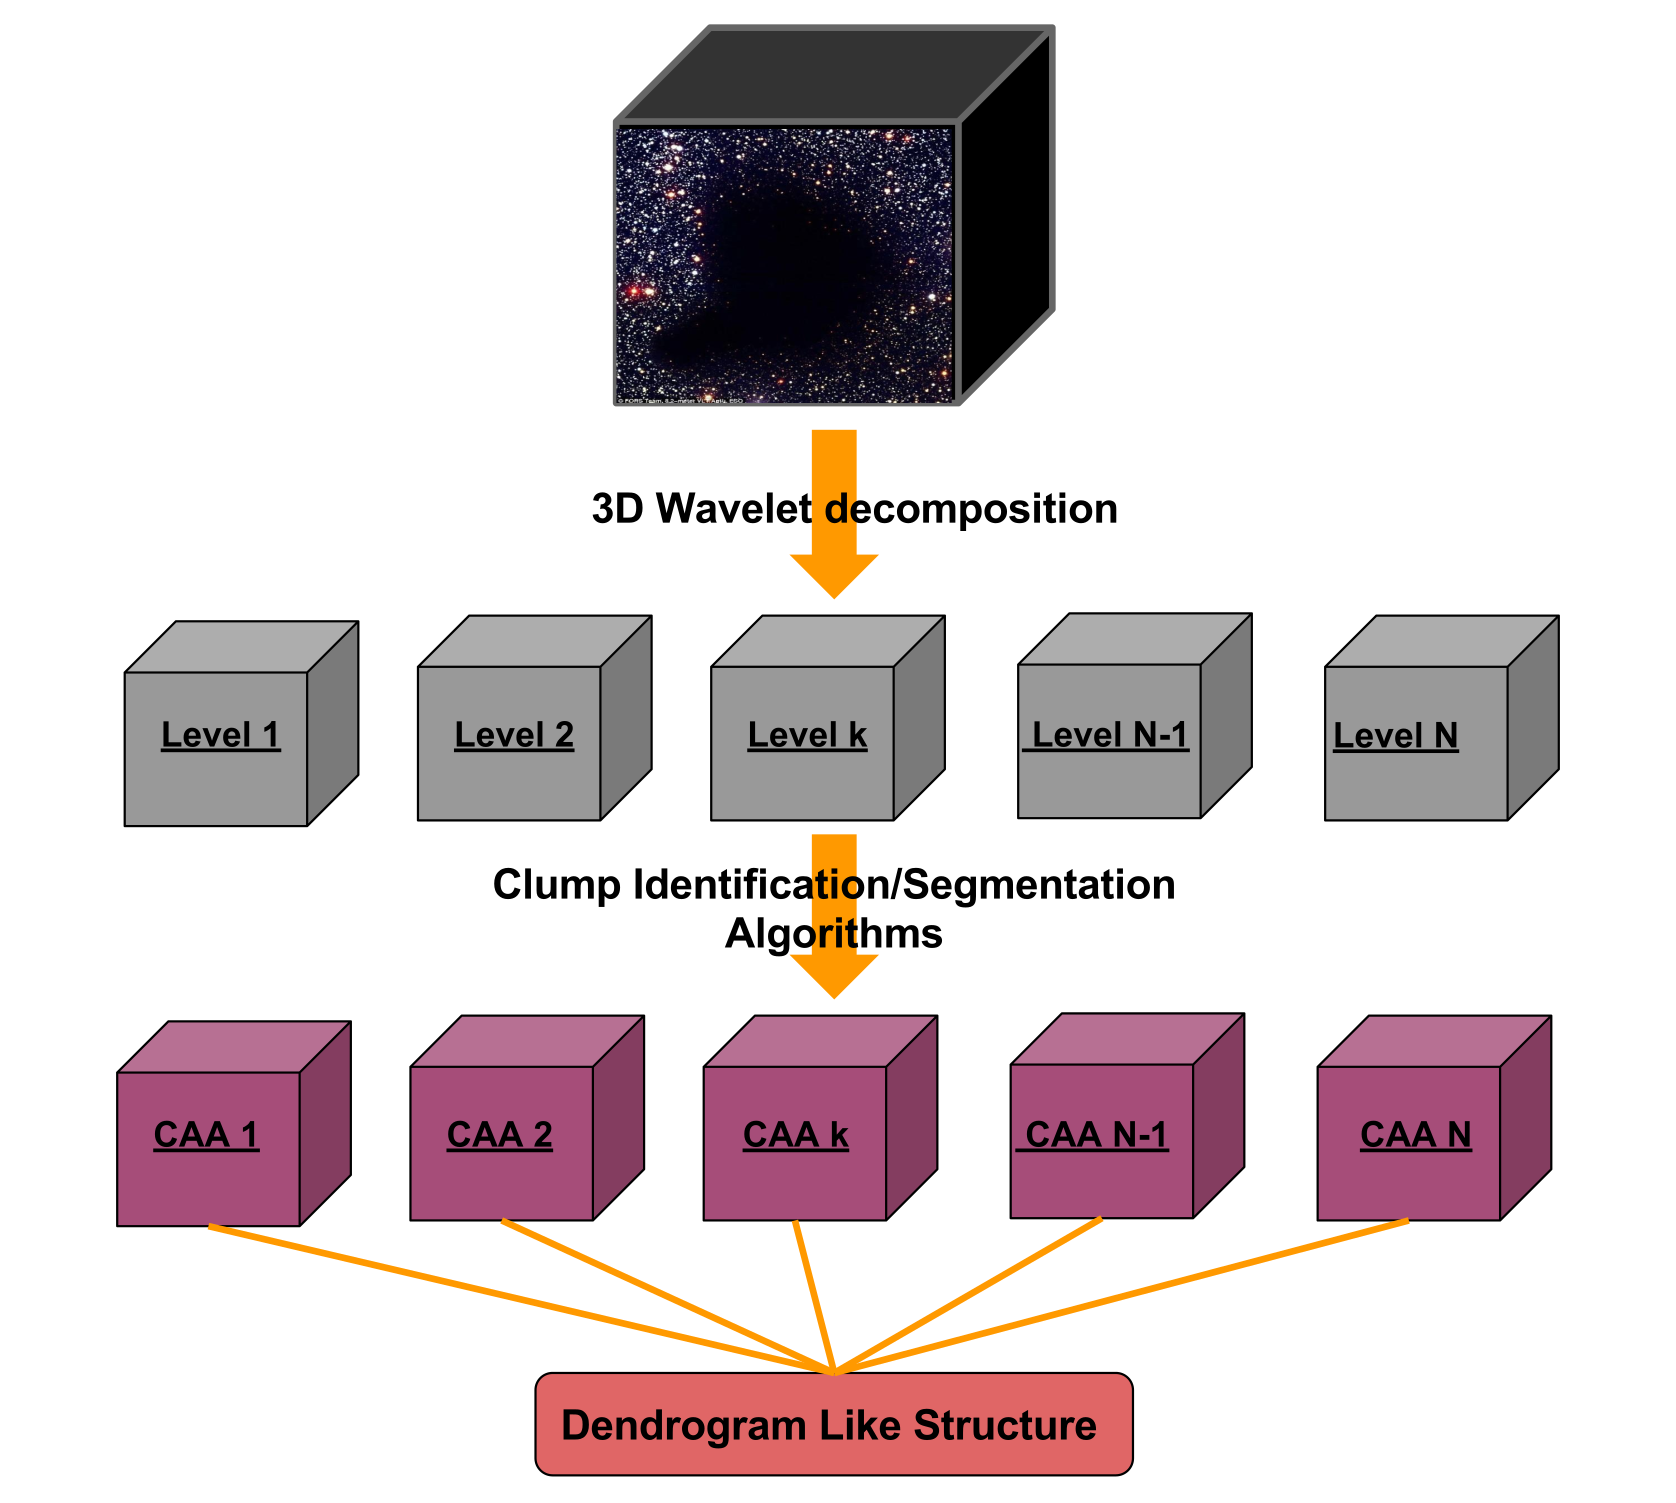 © FORS Team, 8.2-meter VLT Antu, ESO
3D Wavelet decomposition
Level 1
Level 2
Level k
Level N-1
Level N
Clump Identification/Segmentation
Algorithms
CAA 1
CAA 2
CAA k
CAA N-1
CAA N
Dendrogram Like Structure